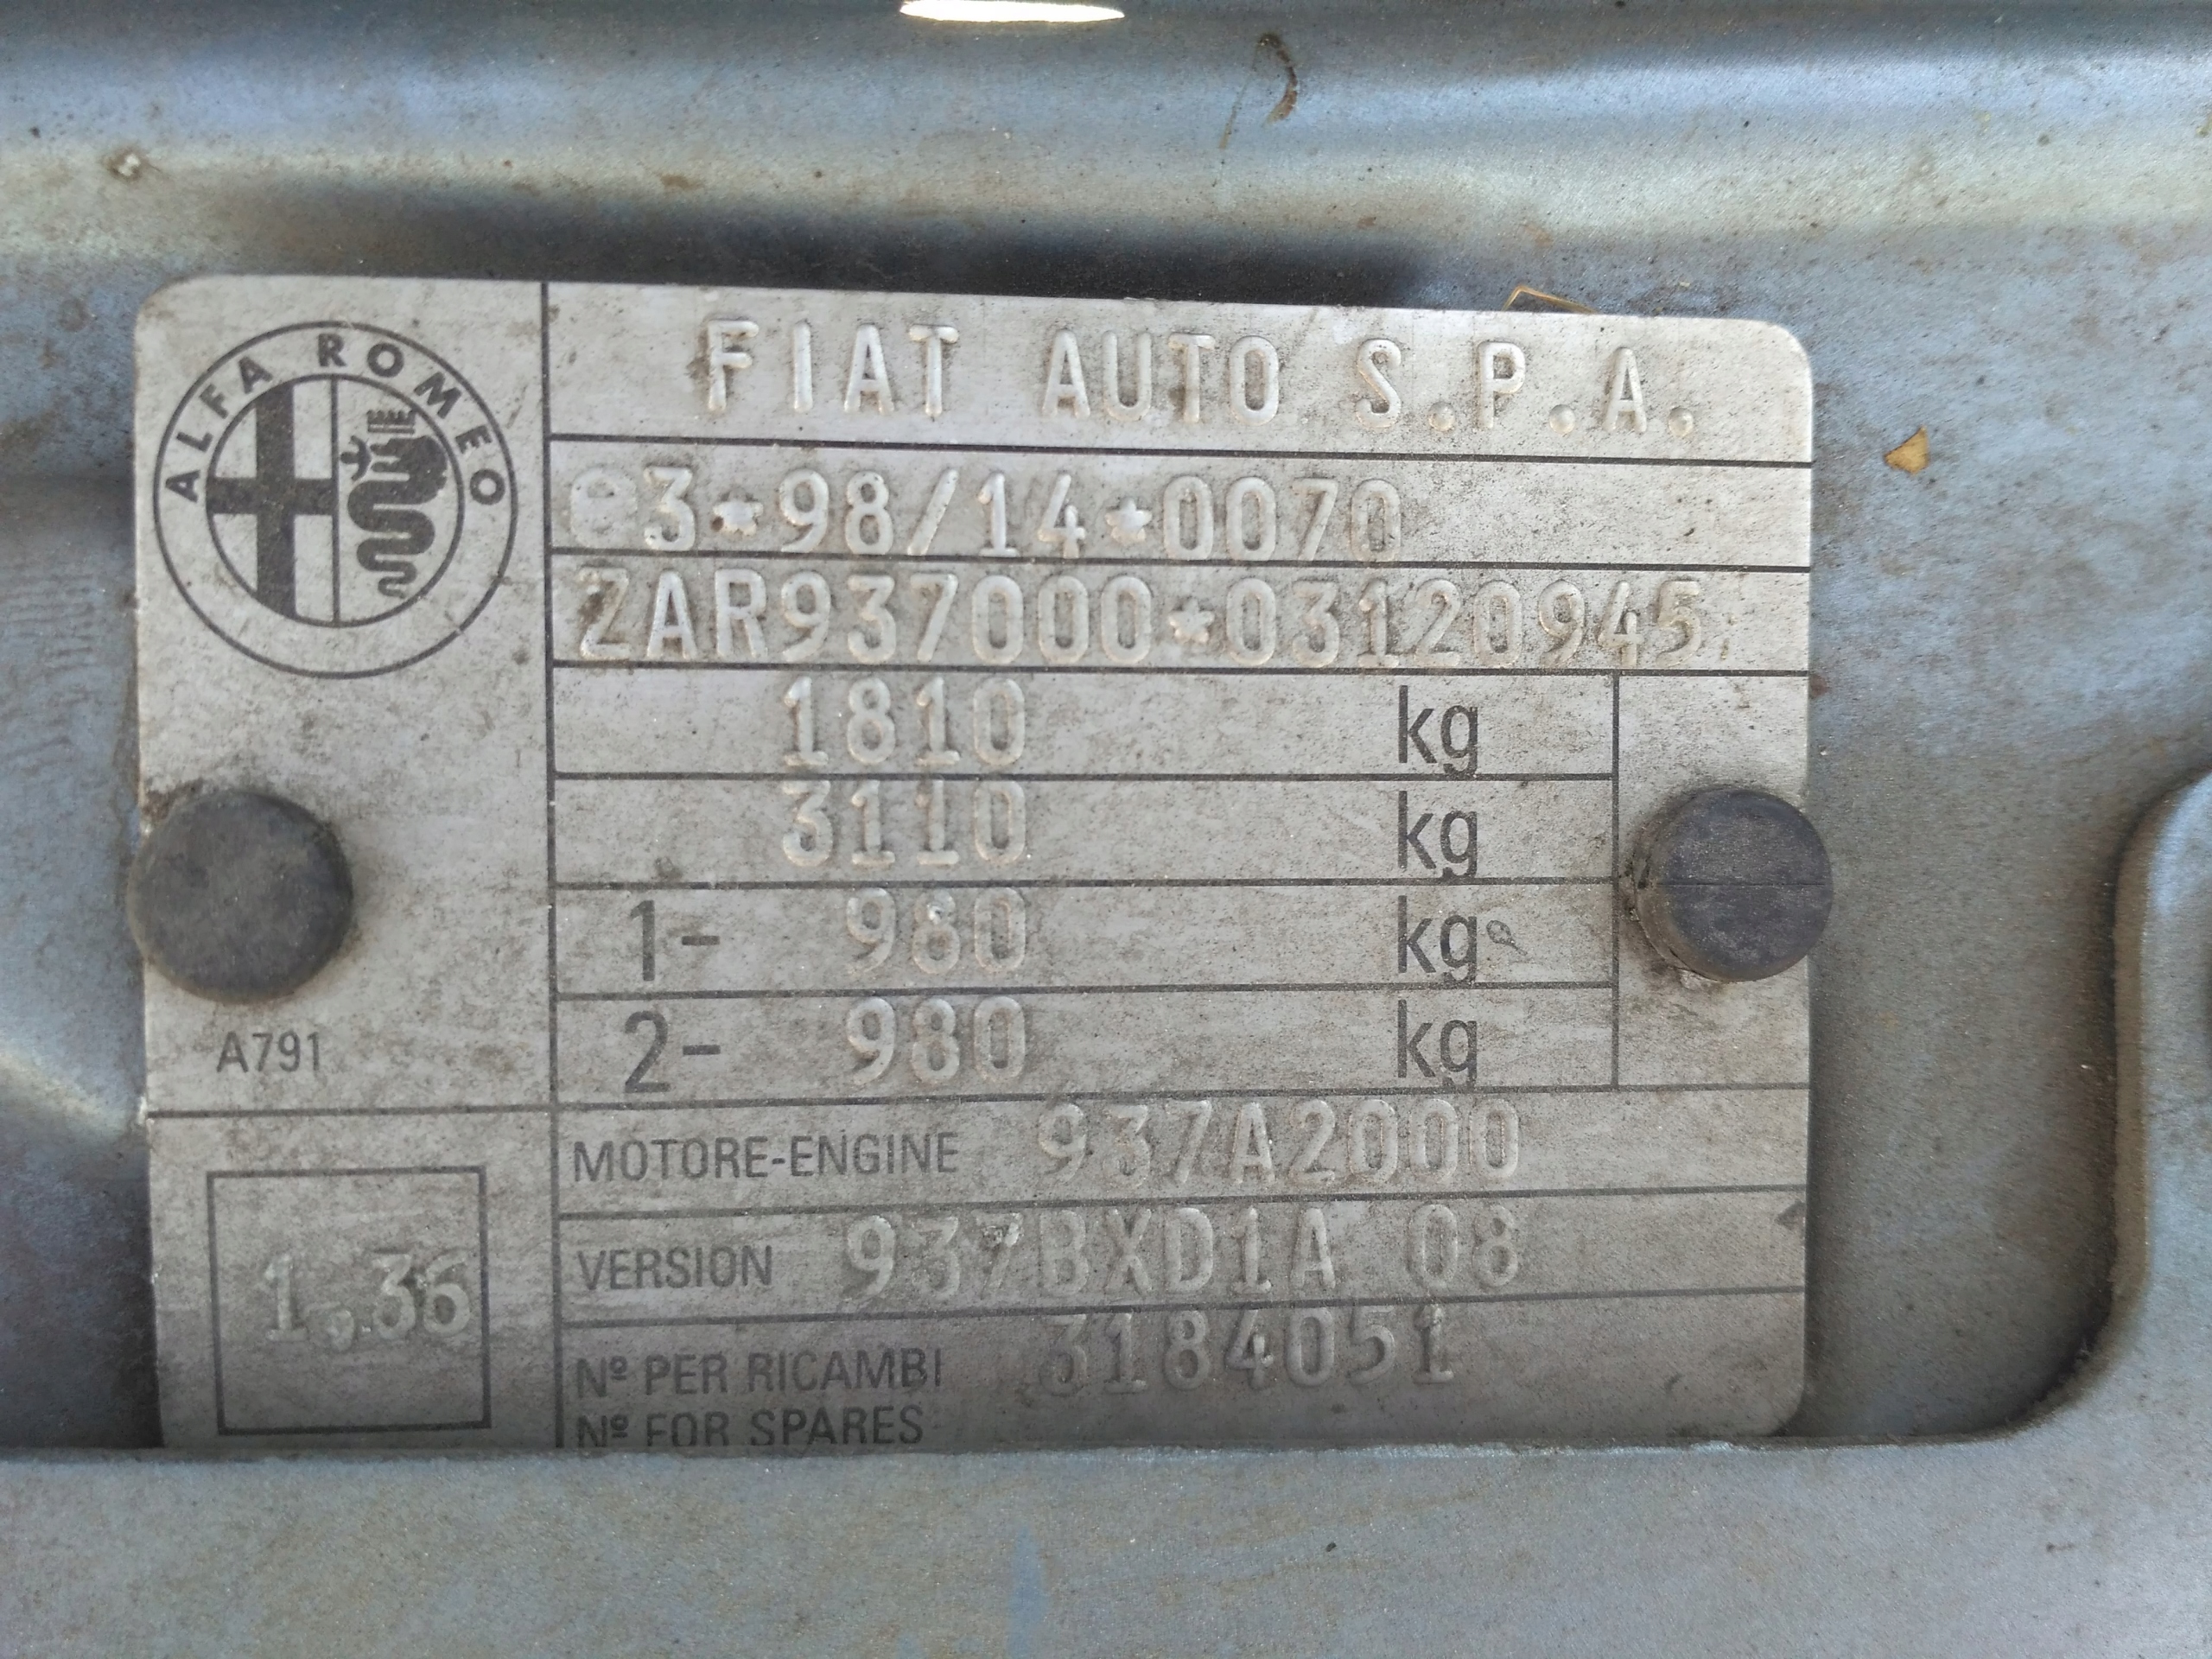 ALFA ROMEO
FIAT AUTO S.P.A.
e3*98/14*0070
ZAR937000*03120945
1810 kg
3110 kg
1- 980 kg
2- 980 kg
A791
MOTORE-ENGINE 937A2000
VERSION 937BXD1A 08
1,36
Nº PER RICAMBI 3184051
Nº FOR SPARES